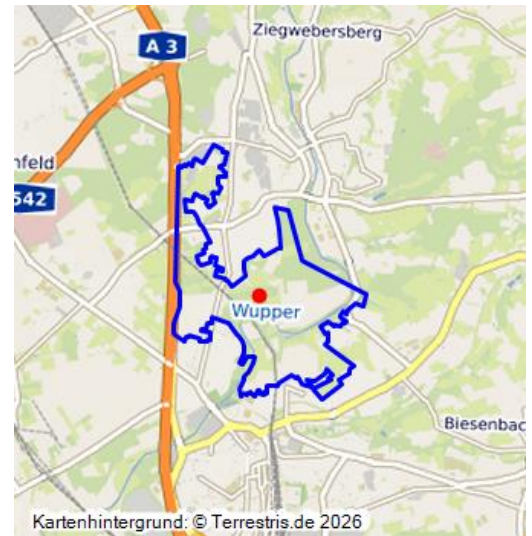 Ziegwebersberg
A 3
nfeld
542
Wupper
Biesenbac
Kartenhintergrund: © Terrestris.de 2026